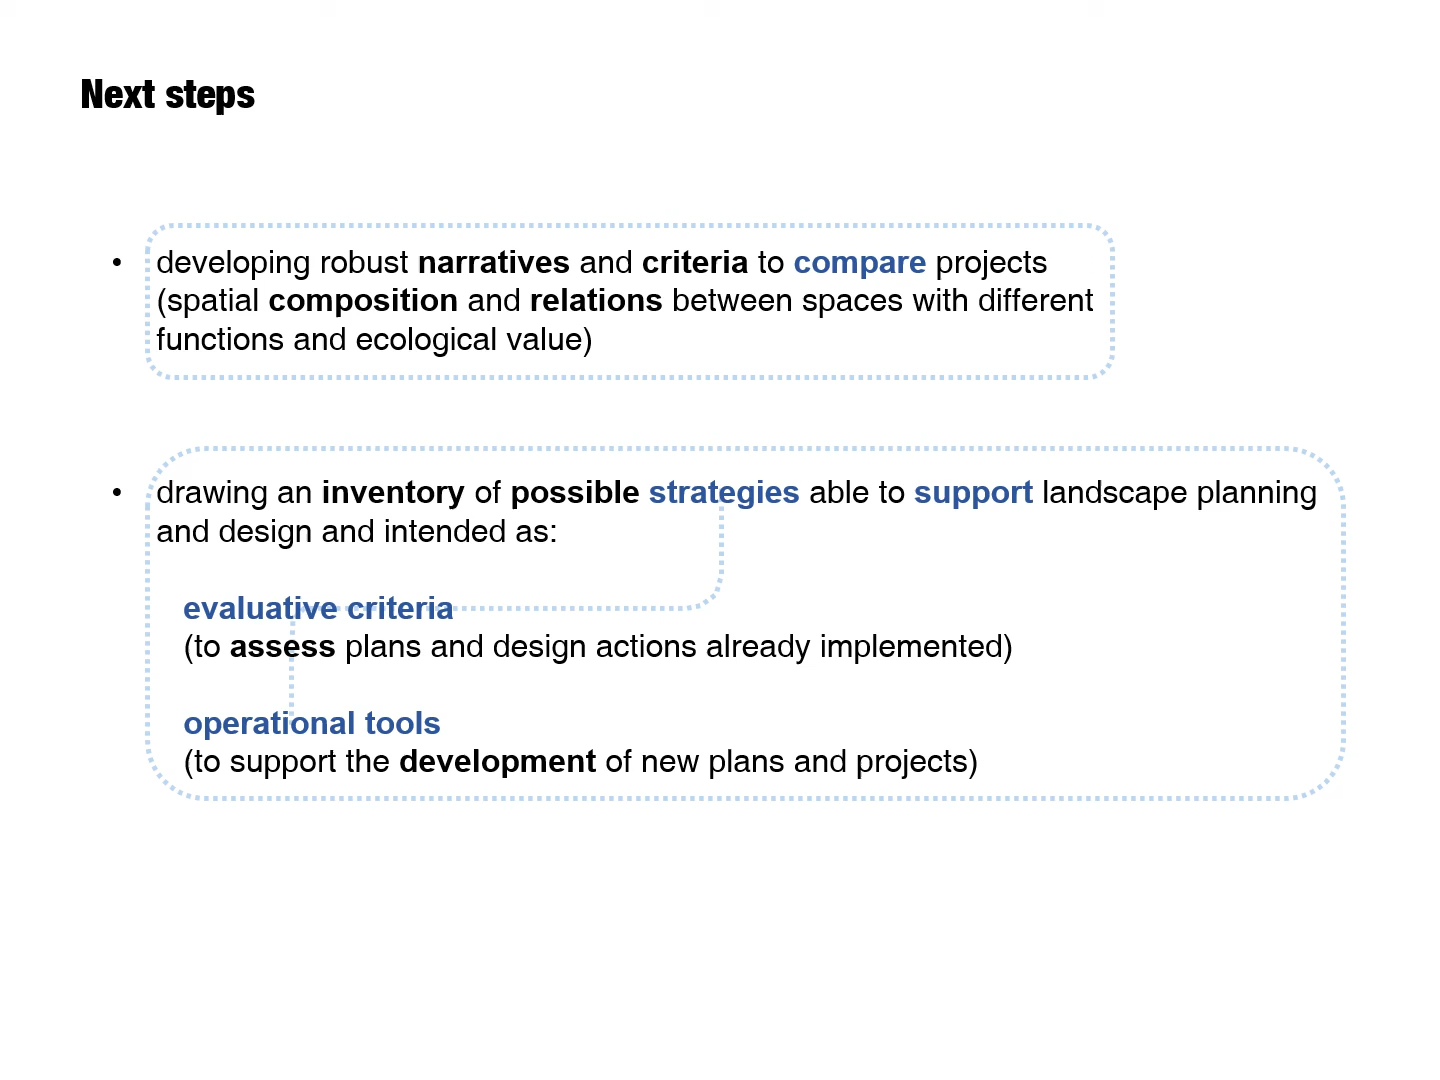 Next steps
• developing robust narratives and criteria to compare projects
(spatial composition and relations between spaces with different
functions and ecological value)
• drawing an inventory of possible strategies able to support landscape planning
and design and intended as:
evaluative criteria
(to assess plans and design actions already implemented)
operational tools
(to support the development of new plans and projects)